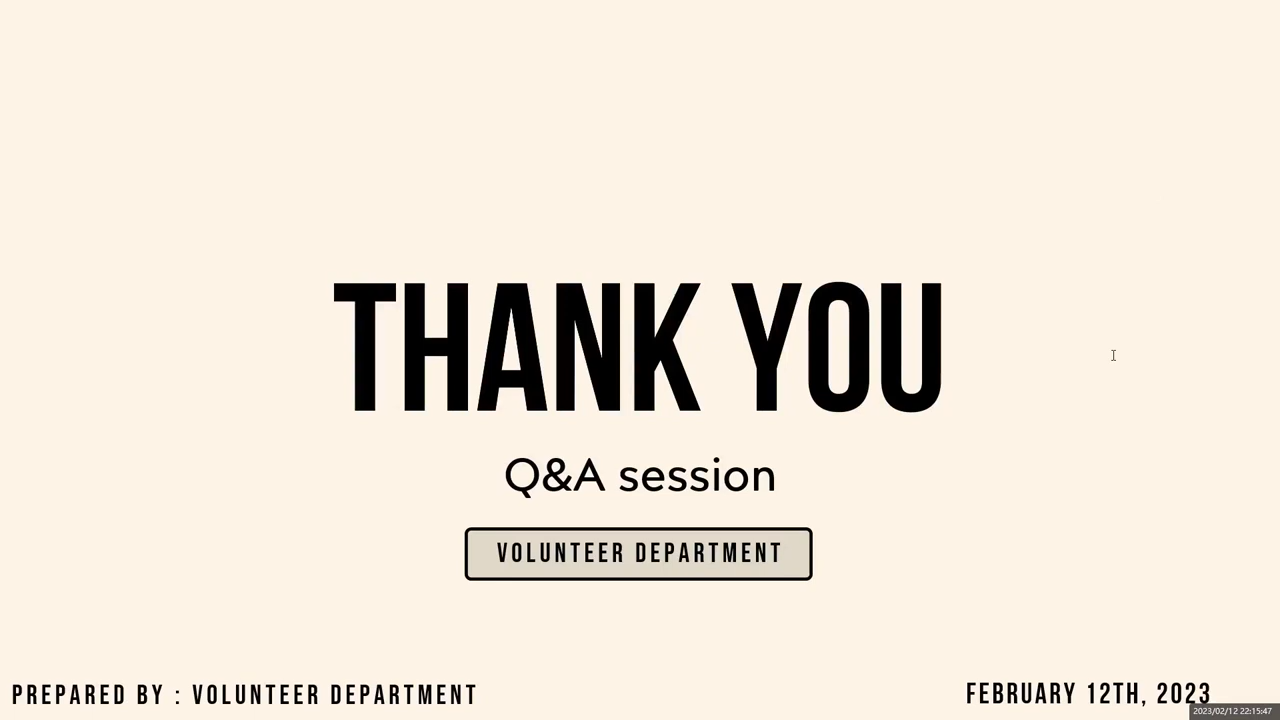 THANK YOU
Q&A session
VOLUNTEER DEPARTMENT
PREPARED BY : VOLUNTEER DEPARTMENT
FEBRUARY 12TH, 2023
2023/02/12 22:15:47